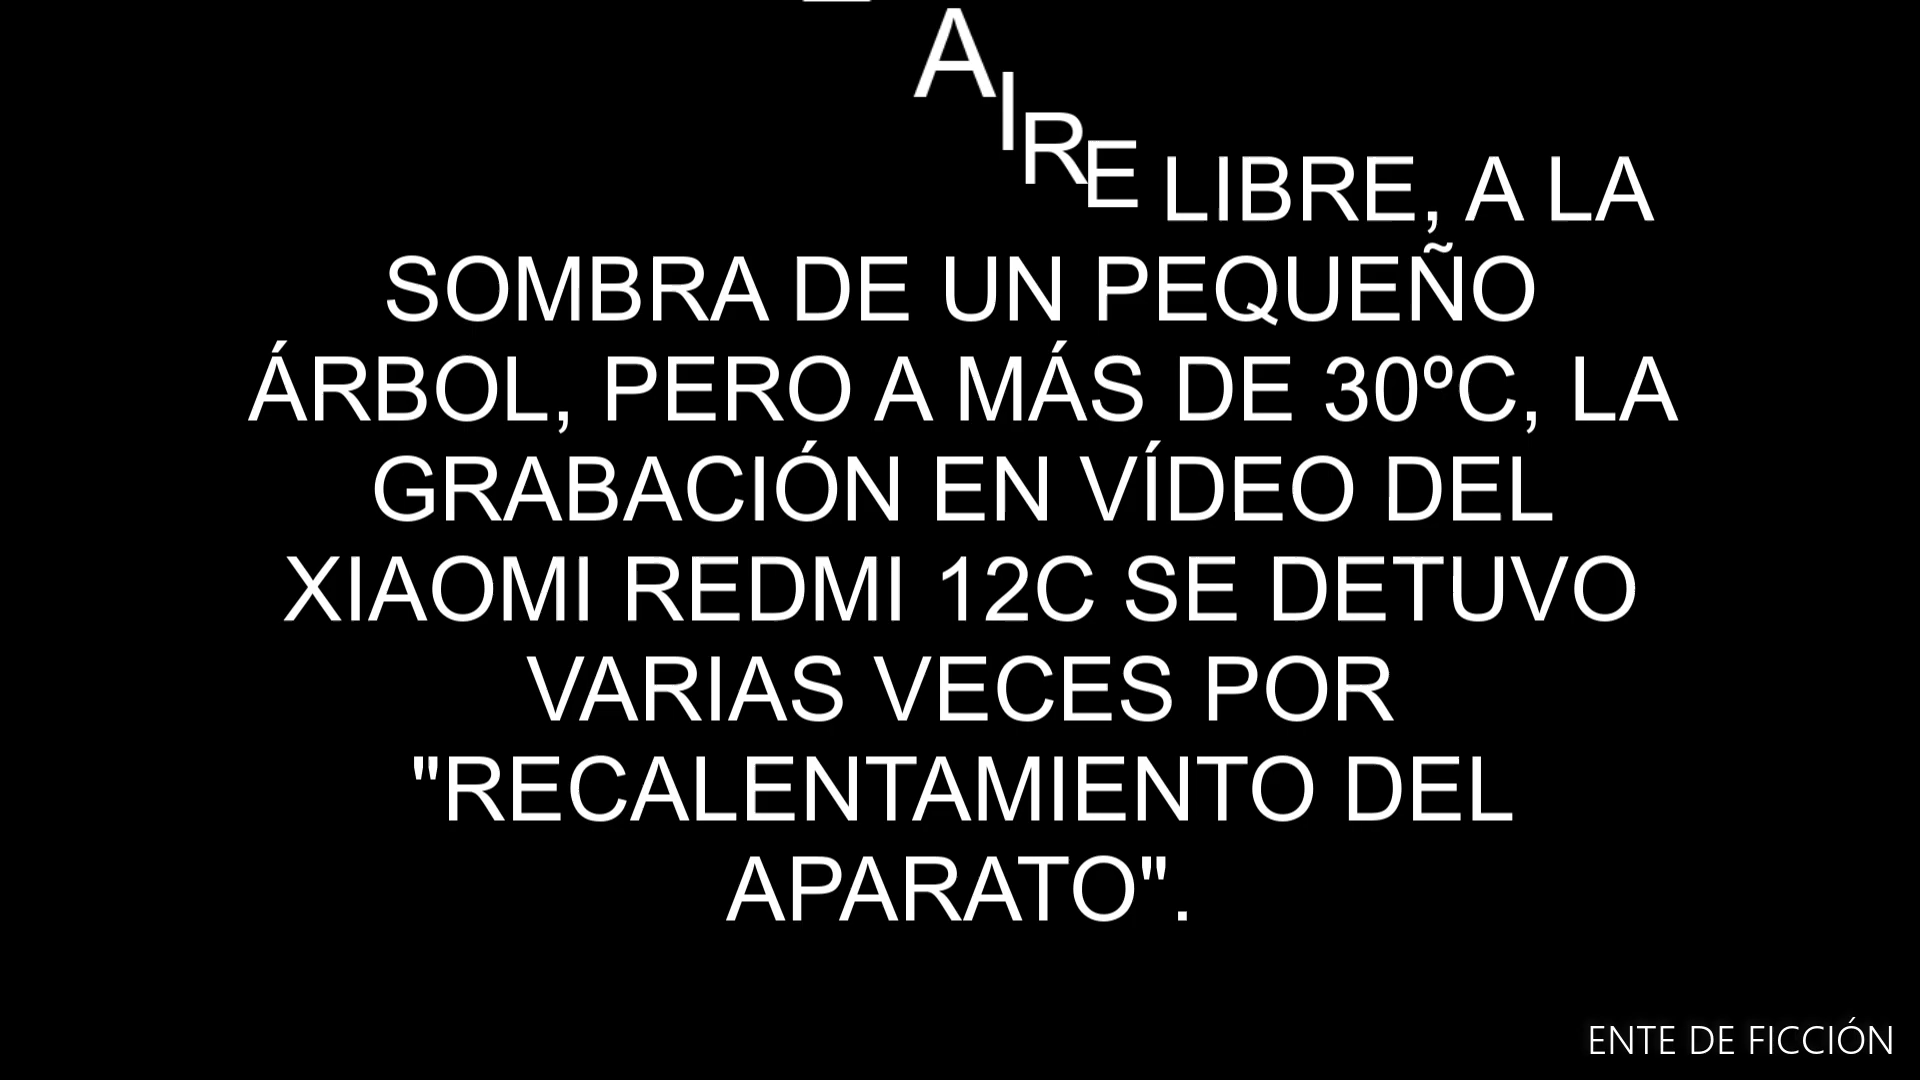 AIRE LIBRE, A LA
SOMBRA DE UN PEQUEÑO
ÁRBOL, PERO A MÁS DE 30ºC, LA
GRABACIÓN EN VÍDEO DEL
XIAOMI REDMI 12C SE DETUVO
VARIAS VECES POR
"RECALENTAMIENTO DEL
APARATO".
ENTE DE FICCIÓN